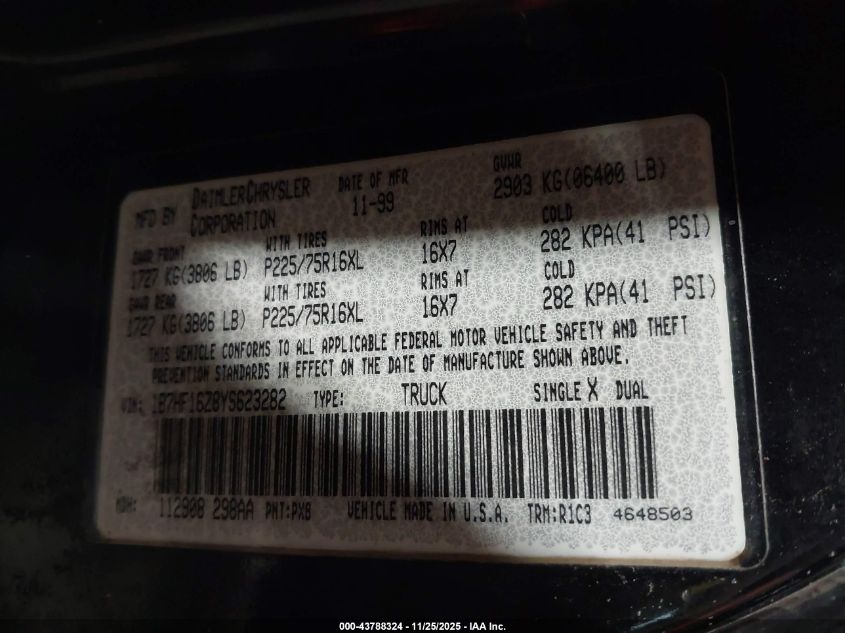 MFD BY DAIMLERCHRYSLER CORPORATION DATE OF MFR 11-99 GVWR 2903 KG(06400 LB)
GAWR FRONT WITH TIRES RIMS AT COLD
1727 KG(3806 LB) P225/75R16XL 16X7 282 KPA(41 PSI)
GAWR REAR WITH TIRES RIMS AT COLD
1727 KG(3806 LB) P225/75R16XL 16X7 282 KPA(41 PSI)
THIS VEHICLE CONFORMS TO ALL APPLICABLE FEDERAL MOTOR VEHICLE SAFETY AND THEFT
PREVENTION STANDARDS IN EFFECT ON THE DATE OF MANUFACTURE SHOWN ABOVE.
VIN: 1B7HF16Z8YS623282 TYPE: TRUCK SINGLE X DUAL
MDH: 112908 298AA PNT:PX8 VEHICLE MADE IN U.S.A. TRM:R1C3 4648503
000-43788324 - 11/25/2025 - IAA Inc.